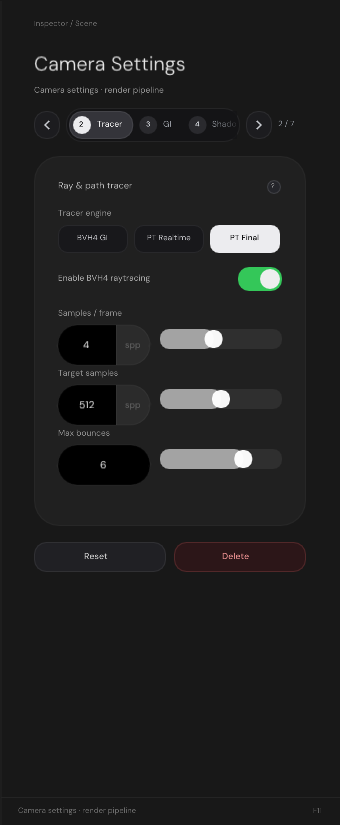 Inspector / Scene
Camera Settings
Camera settings · render pipeline
2 Tracer 3 GI 4 Shado 2 / 7
Ray & path tracer ?
Tracer engine
BVH4 GI PT Realtime PT Final
Enable BVH4 raytracing
Samples / frame
4 spp
Target samples
512 spp
Max bounces
6
Reset Delete
Camera settings · render pipeline